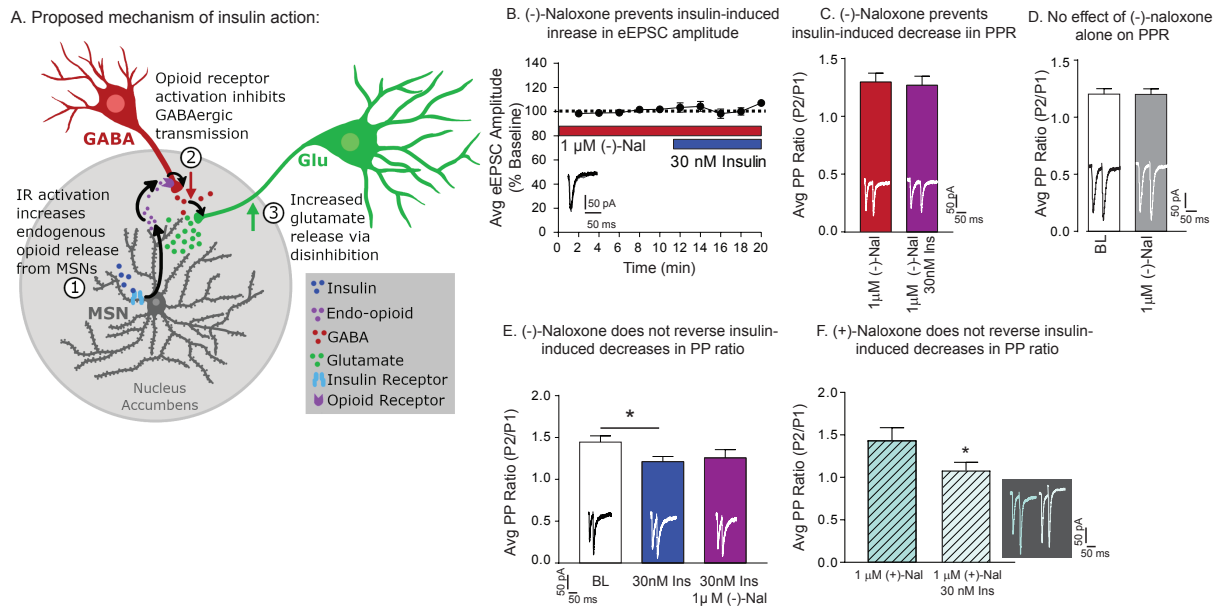 A. Proposed mechanism of insulin action:
Opioid receptor
activation inhibits
GABAergic
transmission
GABA
2
Glu
IR activation
increases
endogenous
opioid release
from MSNs
1
3
Increased
glutamate
release via
disinhibition
MSN
Nucleus
Accumbens
Insulin
Endo-opioid
GABA
Glutamate
Insulin Receptor
Opioid Receptor
B. (-)-Naloxone prevents insulin-induced
inrease in eEPSC amplitude
Avg eEPSC Amplitude
(% Baseline)
140
120
100
80
60
40
20
0
1 µM (-)-Nal
30 nM Insulin
50 pA
50 ms
0 2 4 6 8 10 12 14 16 18 20
Time (min)
C. (-)-Naloxone prevents
insulin-induced decrease iin PPR
Avg PP Ratio (P2/P1)
1.5
1.0
0.5
0.0
50 pA
50 ms
1µM (-)-Nal
1µM (-)-Nal
30nM Ins
D. No effect of (-)-naloxone
alone on PPR
Avg PP Ratio (P2/P1)
1.5
1.0
0.5
0.0
50 pA
50 ms
BL
1µM (-)-Nal
E. (-)-Naloxone does not reverse insulin-
induced decreases in PP ratio
Avg PP Ratio (P2/P1)
2.0
1.5
1.0
0.5
0.0
*
50 pA
50 ms
BL
30nM Ins
30nM Ins
1µ M (-)-Nal
F. (+)-Naloxone does not reverse insulin-
induced decreases in PP ratio
Avg PP Ratio (P2/P1)
2.0
1.5
1.0
0.5
0.0
*
1 µM (+)-Nal
1 µM (+)-Nal
30 nM Ins
50 pA
50 ms